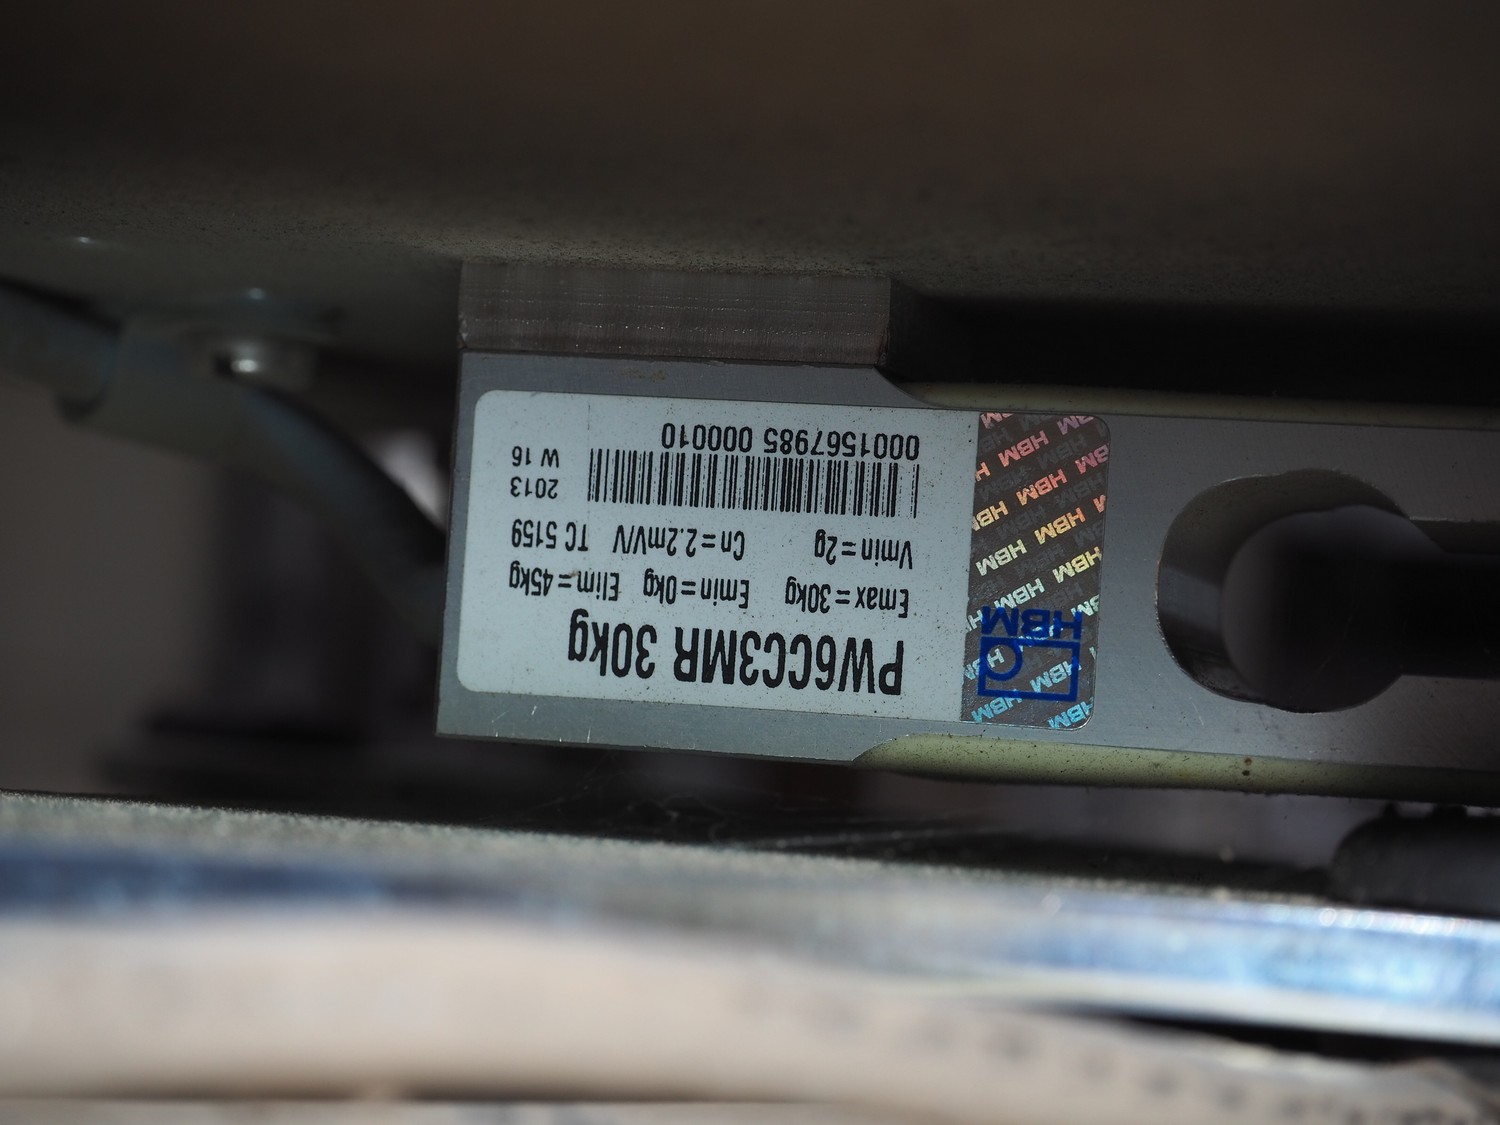 HBM
PW6CC3MR 30kg
Emax=30kg Emin=0kg Elim=45kg
Vmin=2g Cn=2.2mV/V TC 5159
2013
W 16
0001567985 000010